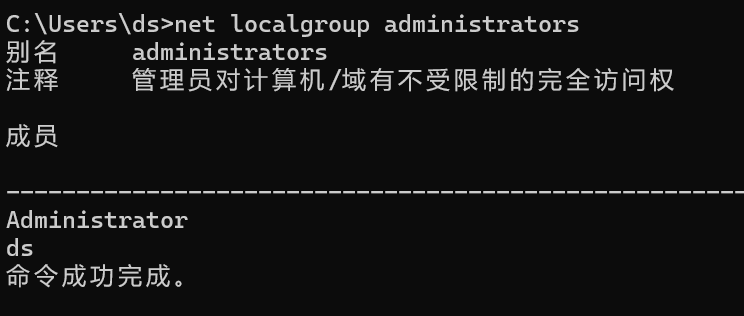 C:\Users\ds>net localgroup administrators
别名     administrators
注释     管理员对计算机/域有不受限制的完全访问权
成员
-----------------------------------------------------
Administrator
ds
命令成功完成。